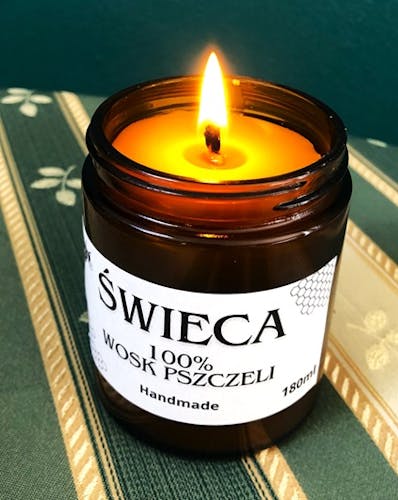 ŚWIECA
100%
WOSK PSZCZELI
Handmade
180ml